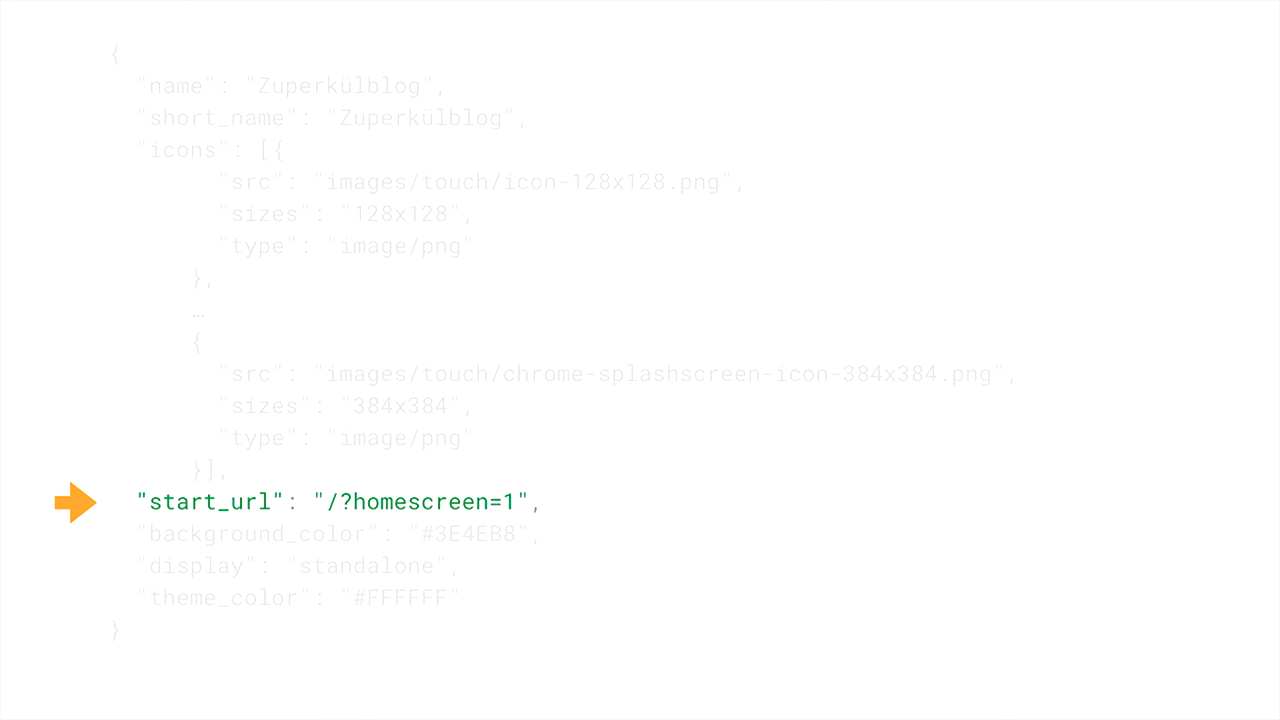 {
"name": "Zuperkülblog",
"short_name": "Zuperkülblog",
"icons": [{
"src": "images/touch/icon-128x128.png",
"sizes": "128x128",
"type": "image/png"
},
…
{
"src": "images/touch/chrome-splashscreen-icon-384x384.png",
"sizes": "384x384",
"type": "image/png"
}],
"start_url": "/?homescreen=1",
"background_color": "#3E4EB8",
"display": "standalone",
"theme_color": "#FFFFFF"
}